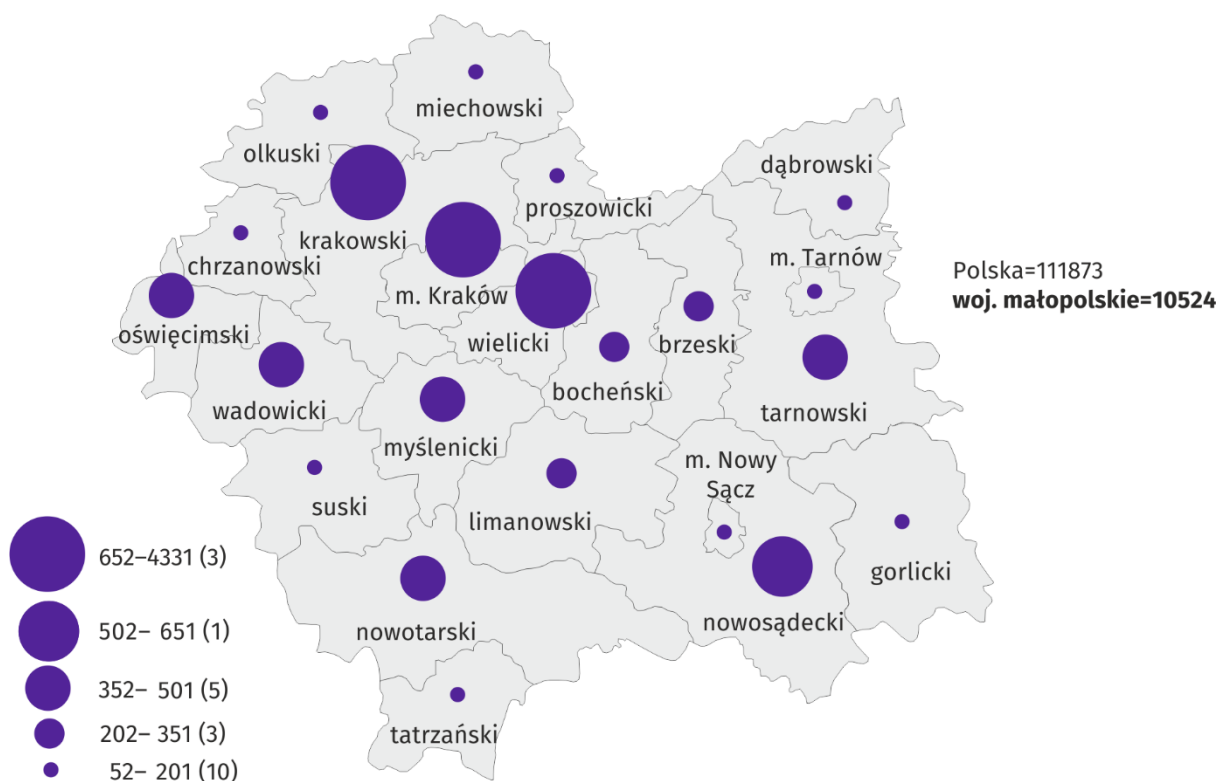 miechowski
olkuski
dąbrowski
proszowicki
krakowski
m. Tarnów
chrzanowski
Polska=111873
m. Kraków
woj. małopolskie=10524
oświęcimski
wielicki
brzeski
bocheński
wadowicki
tarnowski
myślenicki
m. Nowy
Sącz
suski
limanowski
652–4331 (3)
gorlicki
nowosądecki
502– 651 (1)
nowotarski
352– 501 (5)
202– 351 (3)
tatrzański
52– 201 (10)